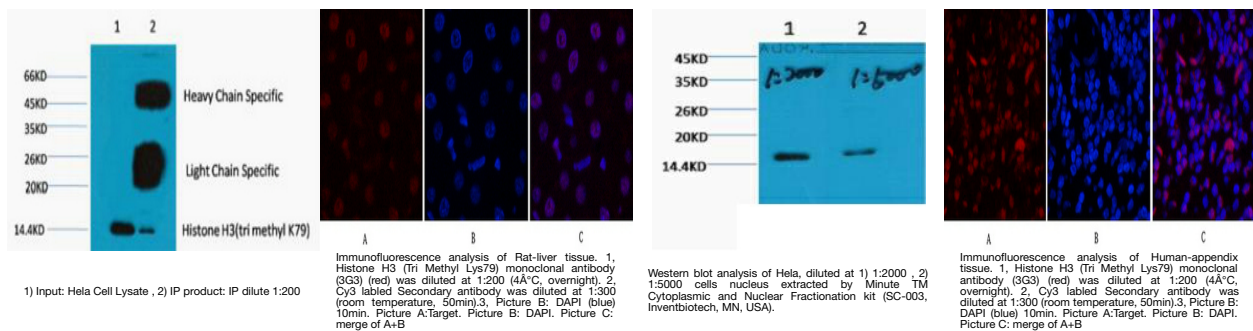 1 2
66KD
45KD
35KD
26KD
20KD
14.4KD
Heavy Chain Specific
Light Chain Specific
Histone H3(tri methyl K79)
1) Input: Hela Cell Lysate , 2) IP product: IP dilute 1:200
A B C
Immunofluorescence analysis of Rat-liver tissue. 1,
Histone H3 (Tri Methyl Lys79) monoclonal antibody
(3G3) (red) was diluted at 1:200 (4Â°C, overnight). 2,
Cy3 labled Secondary antibody was diluted at 1:300
(room temperature, 50min).3, Picture B: DAPI (blue)
10min. Picture A:Target. Picture B: DAPI. Picture C:
merge of A+B
1 2
45KD
35KD
26KD
20KD
14.4KD
1:2000 1:5000
Western blot analysis of Hela, diluted at 1) 1:2000 , 2)
1:5000 cells nucleus extracted by Minute TM
Cytoplasmic and Nuclear Fractionation kit (SC-003,
Inventbiotech, MN, USA).
A B C
Immunofluorescence analysis of Human-appendix
tissue. 1, Histone H3 (Tri Methyl Lys79) monoclonal
antibody (3G3) (red) was diluted at 1:200 (4Â°C,
overnight). 2, Cy3 labled Secondary antibody was
diluted at 1:300 (room temperature, 50min).3, Picture B:
DAPI (blue) 10min. Picture A:Target. Picture B: DAPI.
Picture C: merge of A+B